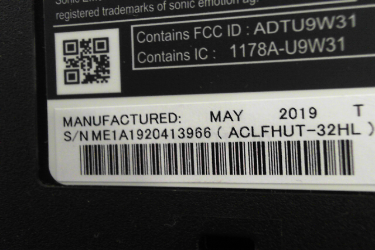 registered trademarks of sonic emotion ag.
Contains FCC ID : ADTU9W31
Contains IC : 1178A-U9W31
MANUFACTURED: MAY 2019 T
S/N ME1A1920413966 ( ACLFHUT-32HL )